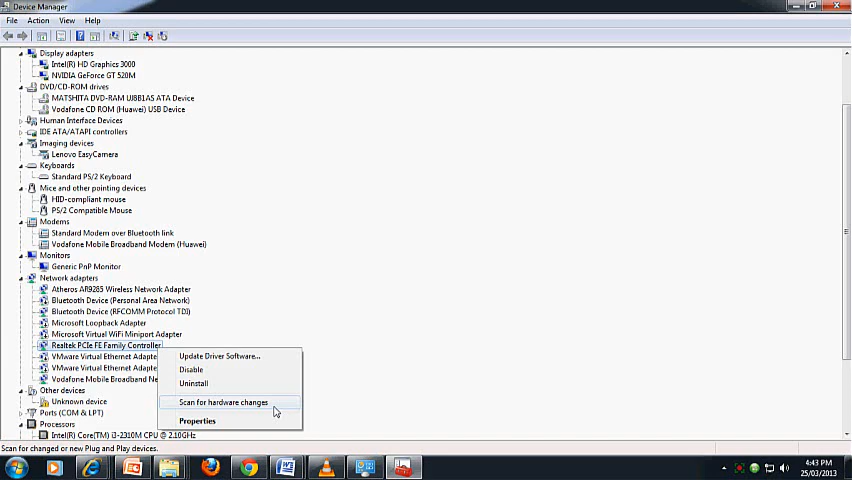 Device Manager
File Action View Help
Display adapters
Intel(R) HD Graphics 3000
NVIDIA GeForce GT 520M
DVD/CD-ROM drives
MATSHITA DVD-RAM UJ8B1AS ATA Device
Vodafone CD ROM (Huawei) USB Device
Human Interface Devices
IDE ATA/ATAPI controllers
Imaging devices
Lenovo EasyCamera
Keyboards
Standard PS/2 Keyboard
Mice and other pointing devices
HID-compliant mouse
PS/2 Compatible Mouse
Modems
Standard Modem over Bluetooth link
Vodafone Mobile Broadband Modem (Huawei)
Monitors
Generic PnP Monitor
Network adapters
Atheros AR9285 Wireless Network Adapter
Bluetooth Device (Personal Area Network)
Bluetooth Device (RFCOMM Protocol TDI)
Microsoft Loopback Adapter
Microsoft Virtual WiFi Miniport Adapter
Realtek PCIe FE Family Controller
VMware Virtual Ethernet Adapte
VMware Virtual Ethernet Adapte
Vodafone Mobile Broadband Ne
Other devices
Unknown device
Ports (COM & LPT)
Processors
Intel(R) Core(TM) i3-2310M CPU @ 2.10GHz
Update Driver Software...
Disable
Uninstall
Scan for hardware changes
Properties
Scan for changed or new Plug and Play devices.
4:43 PM
25/03/2013